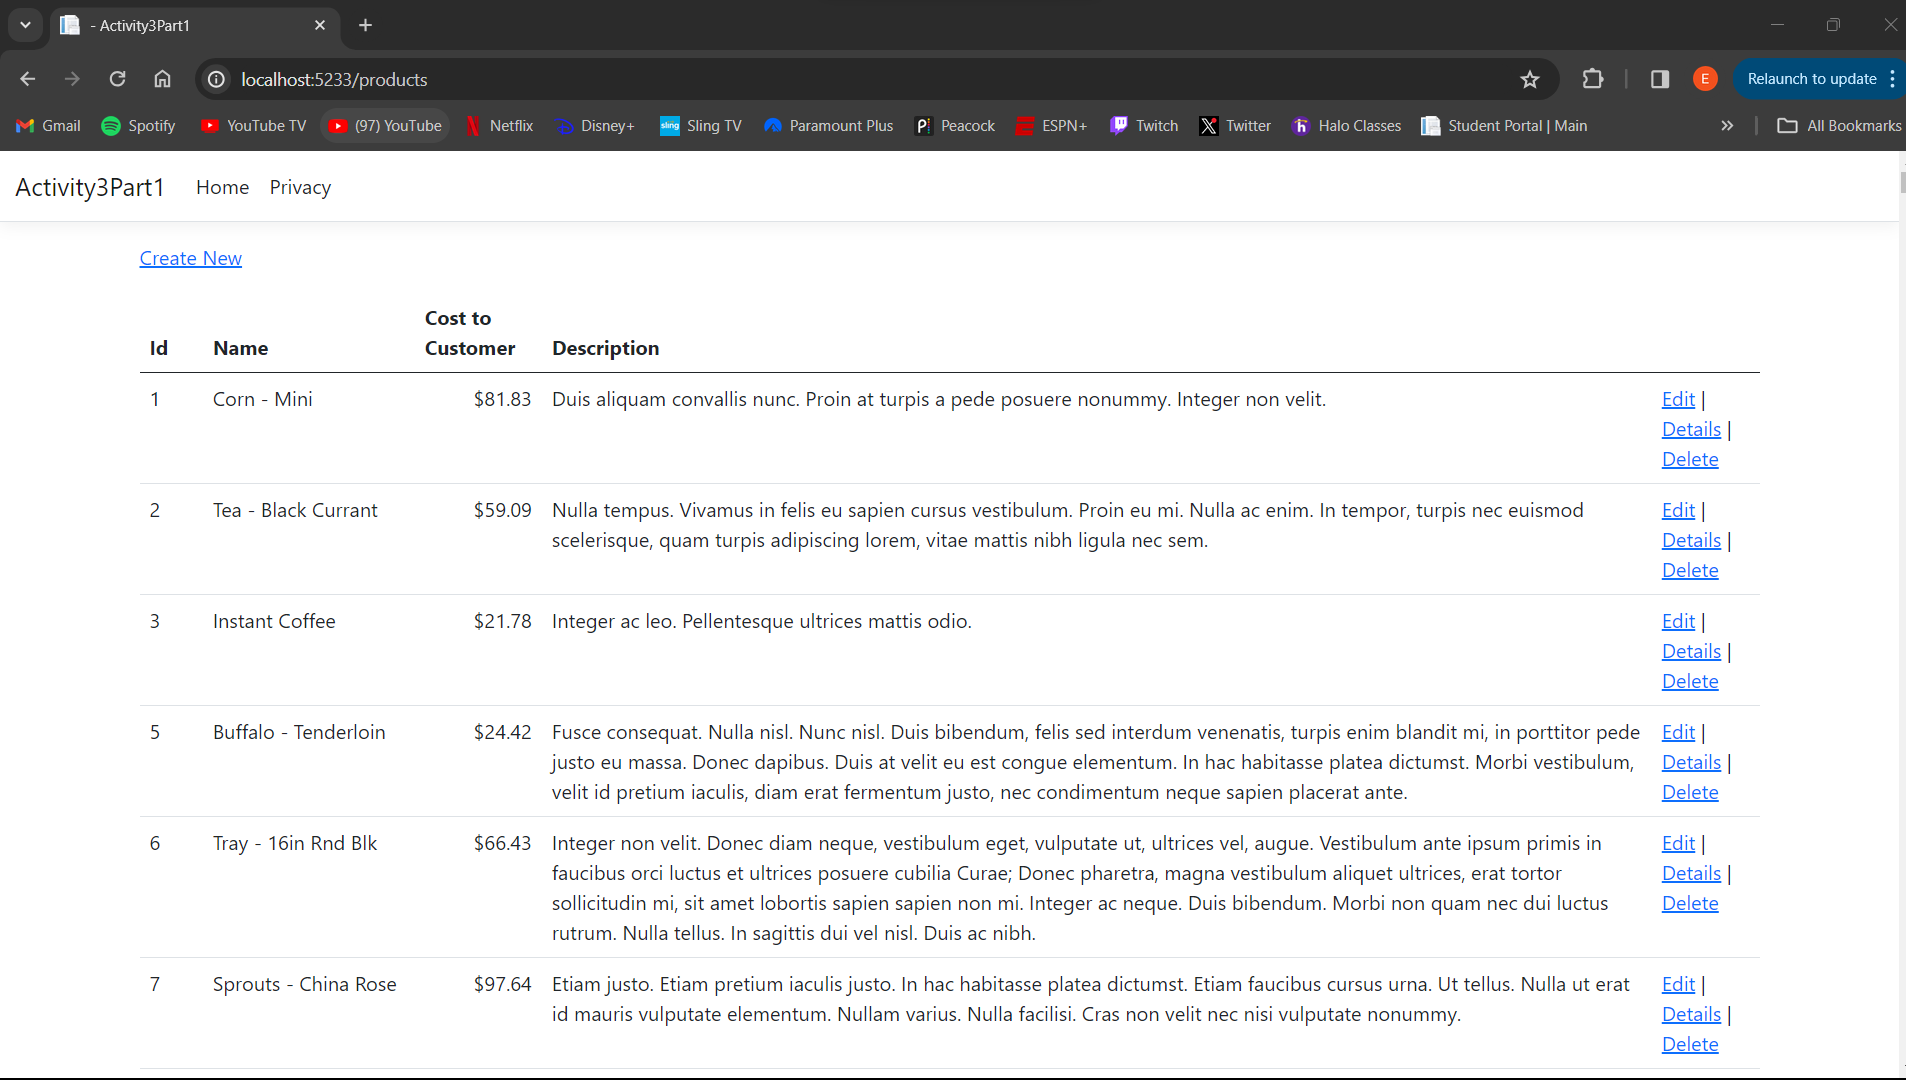 - Activity3Part1
localhost:5233/products
E
Relaunch to update
Gmail Spotify YouTube TV (97) YouTube Netflix Disney+ sling Sling TV Paramount Plus Peacock ESPN+ Twitch Twitter h Halo Classes Student Portal | Main All Bookmarks
Activity3Part1 Home Privacy
Create New
Id Name Cost to Customer Description
1 Corn - Mini $81.83 Duis aliquam convallis nunc. Proin at turpis a pede posuere nonummy. Integer non velit. Edit |
Details |
Delete
2 Tea - Black Currant $59.09 Nulla tempus. Vivamus in felis eu sapien cursus vestibulum. Proin eu mi. Nulla ac enim. In tempor, turpis nec euismod Edit |
scelerisque, quam turpis adipiscing lorem, vitae mattis nibh ligula nec sem. Details |
Delete
3 Instant Coffee $21.78 Integer ac leo. Pellentesque ultrices mattis odio. Edit |
Details |
Delete
5 Buffalo - Tenderloin $24.42 Fusce consequat. Nulla nisl. Nunc nisl. Duis bibendum, felis sed interdum venenatis, turpis enim blandit mi, in porttitor pede Edit |
justo eu massa. Donec dapibus. Duis at velit eu est congue elementum. In hac habitasse platea dictumst. Morbi vestibulum, Details |
velit id pretium iaculis, diam erat fermentum justo, nec condimentum neque sapien placerat ante. Delete
6 Tray - 16in Rnd Blk $66.43 Integer non velit. Donec diam neque, vestibulum eget, vulputate ut, ultrices vel, augue. Vestibulum ante ipsum primis in Edit |
faucibus orci luctus et ultrices posuere cubilia Curae; Donec pharetra, magna vestibulum aliquet ultrices, erat tortor Details |
sollicitudin mi, sit amet lobortis sapien sapien non mi. Integer ac neque. Duis bibendum. Morbi non quam nec dui luctus Delete
rutrum. Nulla tellus. In sagittis dui vel nisl. Duis ac nibh.
7 Sprouts - China Rose $97.64 Etiam justo. Etiam pretium iaculis justo. In hac habitasse platea dictumst. Etiam faucibus cursus urna. Ut tellus. Nulla ut erat Edit |
id mauris vulputate elementum. Nullam varius. Nulla facilisi. Cras non velit nec nisi vulputate nonummy. Details |
Delete